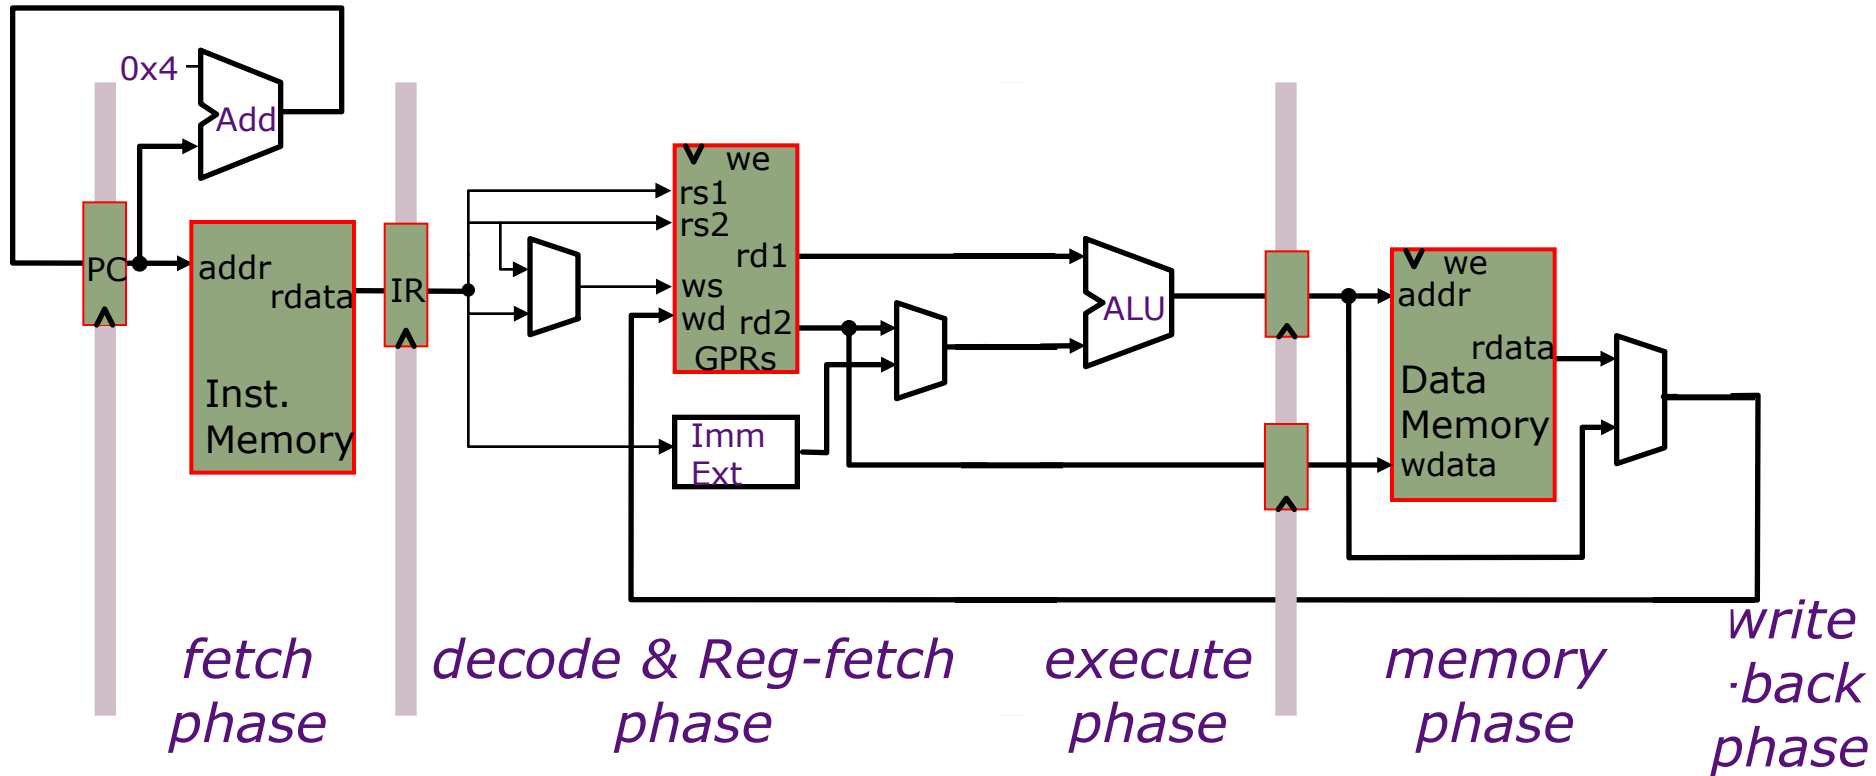 0x4
Add
PC
addr
rdata
Inst.
Memory
IR
we
rs1
rs2
rd1
ws
wd
rd2
GPRs
Imm
Ext
ALU
we
addr
rdata
Data
Memory
wdata
fetch
phase
decode & Reg-fetch
phase
execute
phase
memory
phase
write
-back
phase